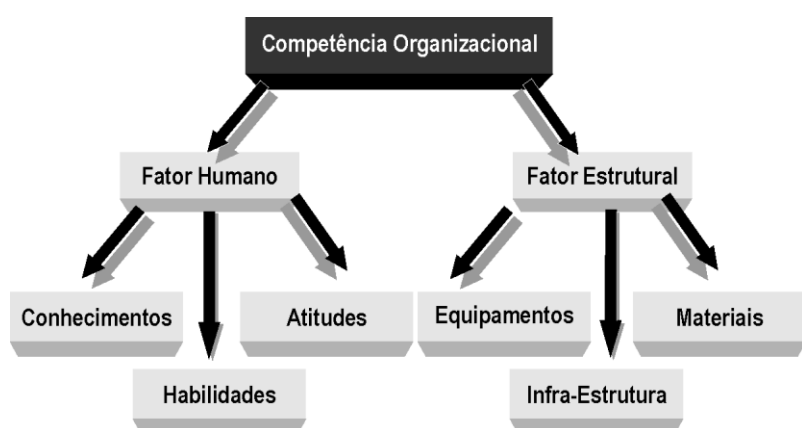 Competência Organizacional
Fator Humano
Fator Estrutural
Conhecimentos
Atitudes
Equipamentos
Materiais
Habilidades
Infra-Estrutura